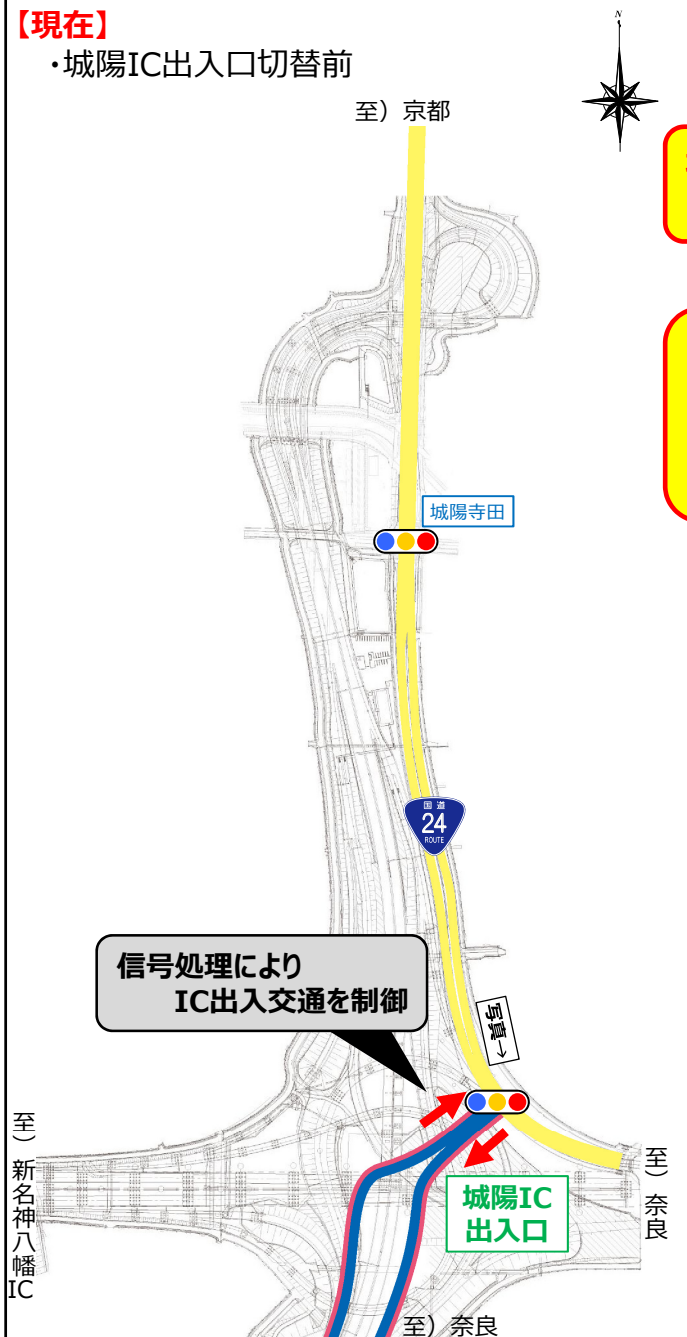 【現在】
・城陽IC出入口切替前
N
至）京都
城陽寺田
国道
24
ROUTE
信号処理により
IC出入交通を制御
写真→
至）新名神八幡IC
城陽IC
出入口
至）奈良
至）奈良